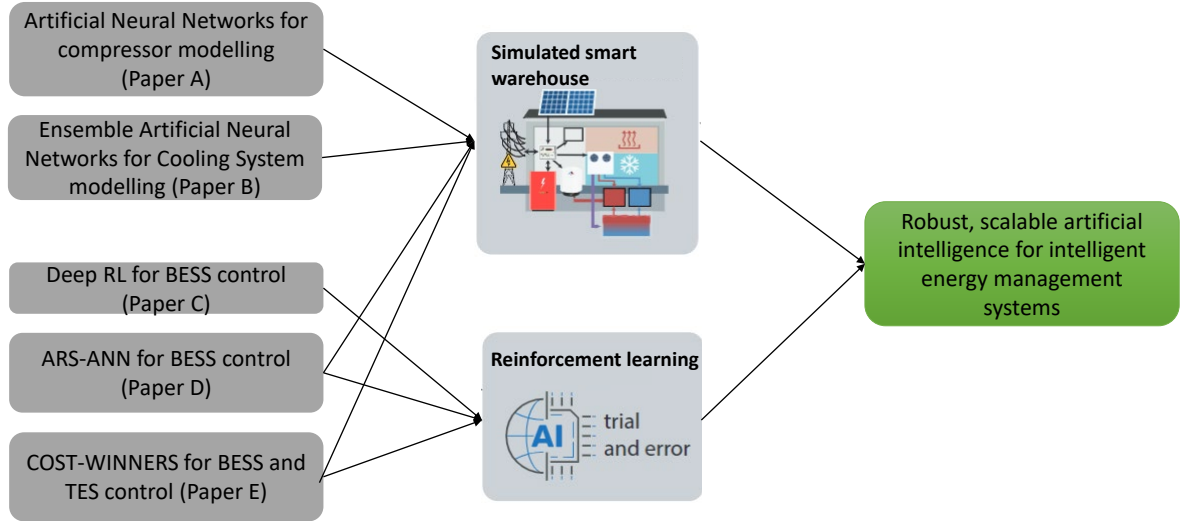 Artificial Neural Networks for
compressor modelling
(Paper A)
Ensemble Artificial Neural
Networks for Cooling System
modelling (Paper B)
Deep RL for BESS control
(Paper C)
ARS-ANN for BESS control
(Paper D)
COST-WINNERS for BESS and
TES control (Paper E)
Simulated smart
warehouse
Reinforcement learning
AI
trial
and error
Robust, scalable artificial
intelligence for intelligent
energy management
systems